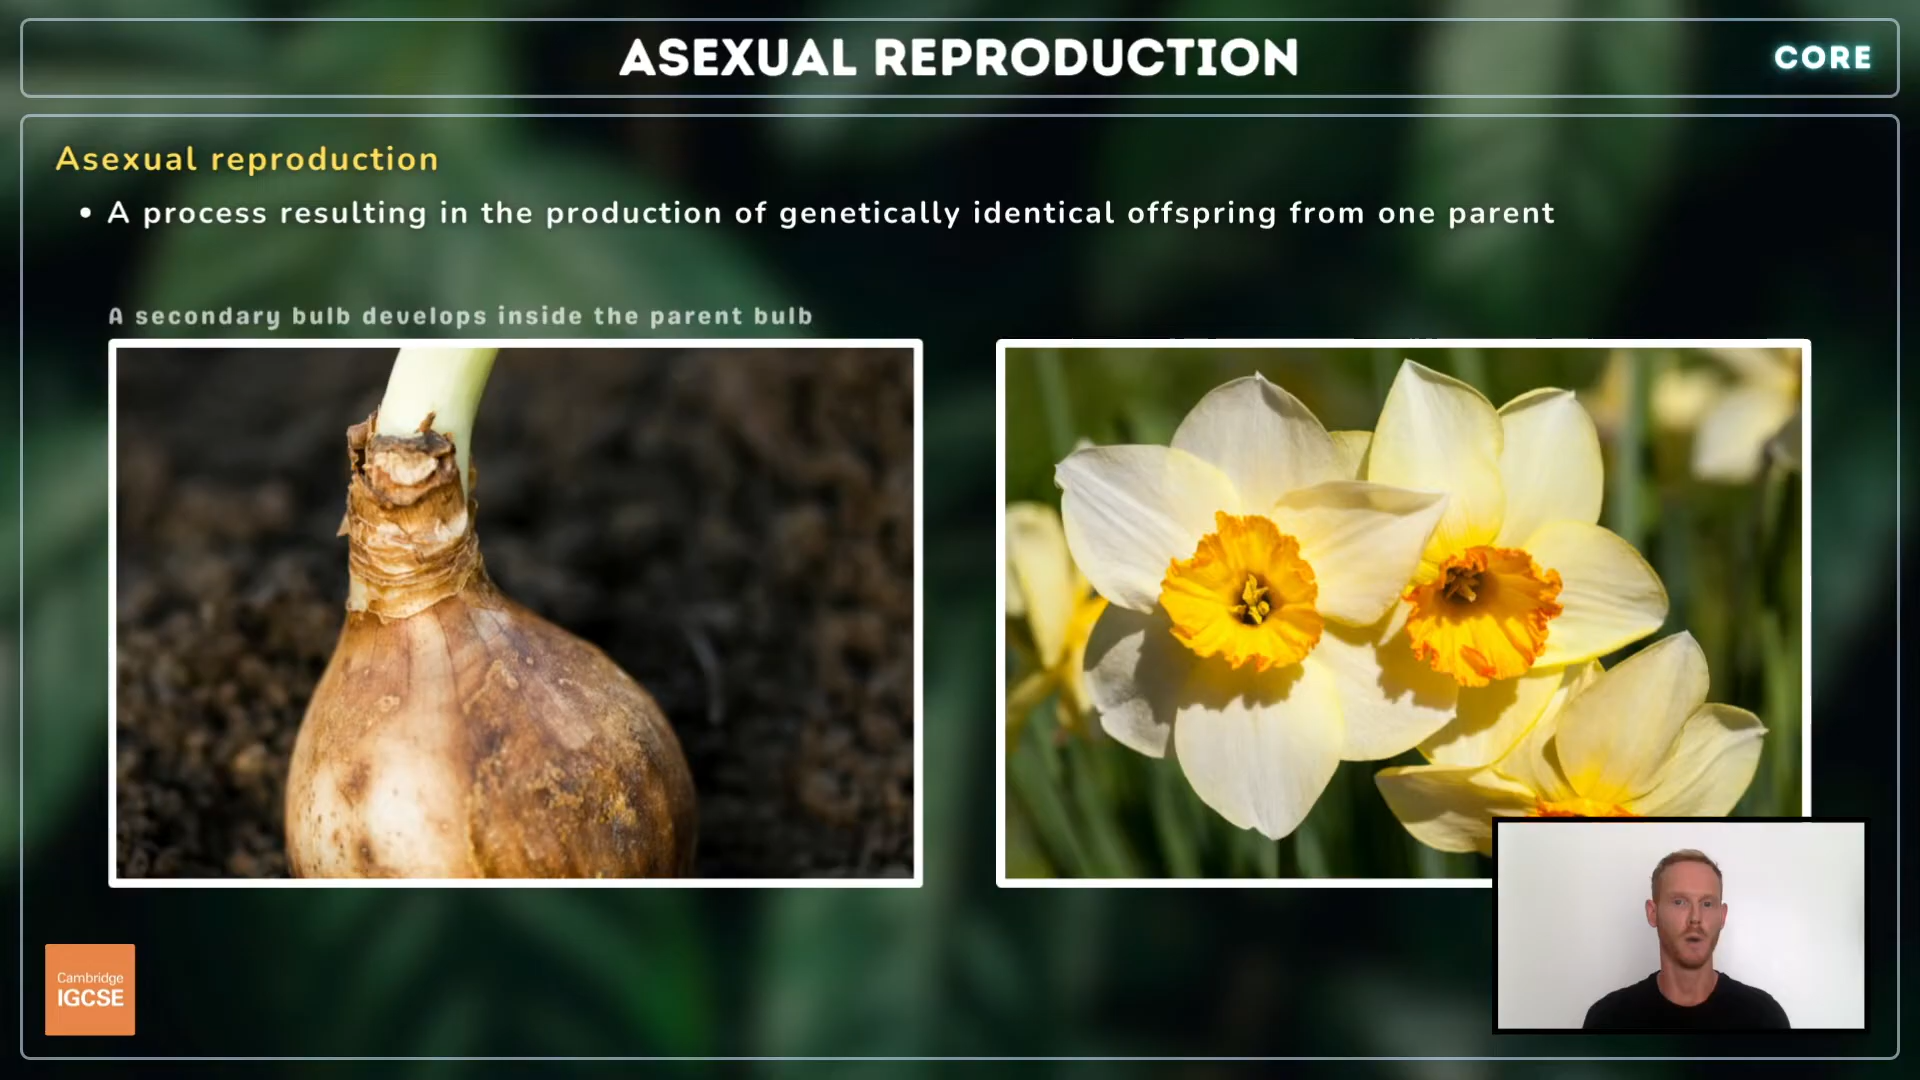 ASEXUAL REPRODUCTION
CORE
Asexual reproduction
• A process resulting in the production of genetically identical offspring from one parent
A secondary bulb develops inside the parent bulb
Cambridge
IGCSE